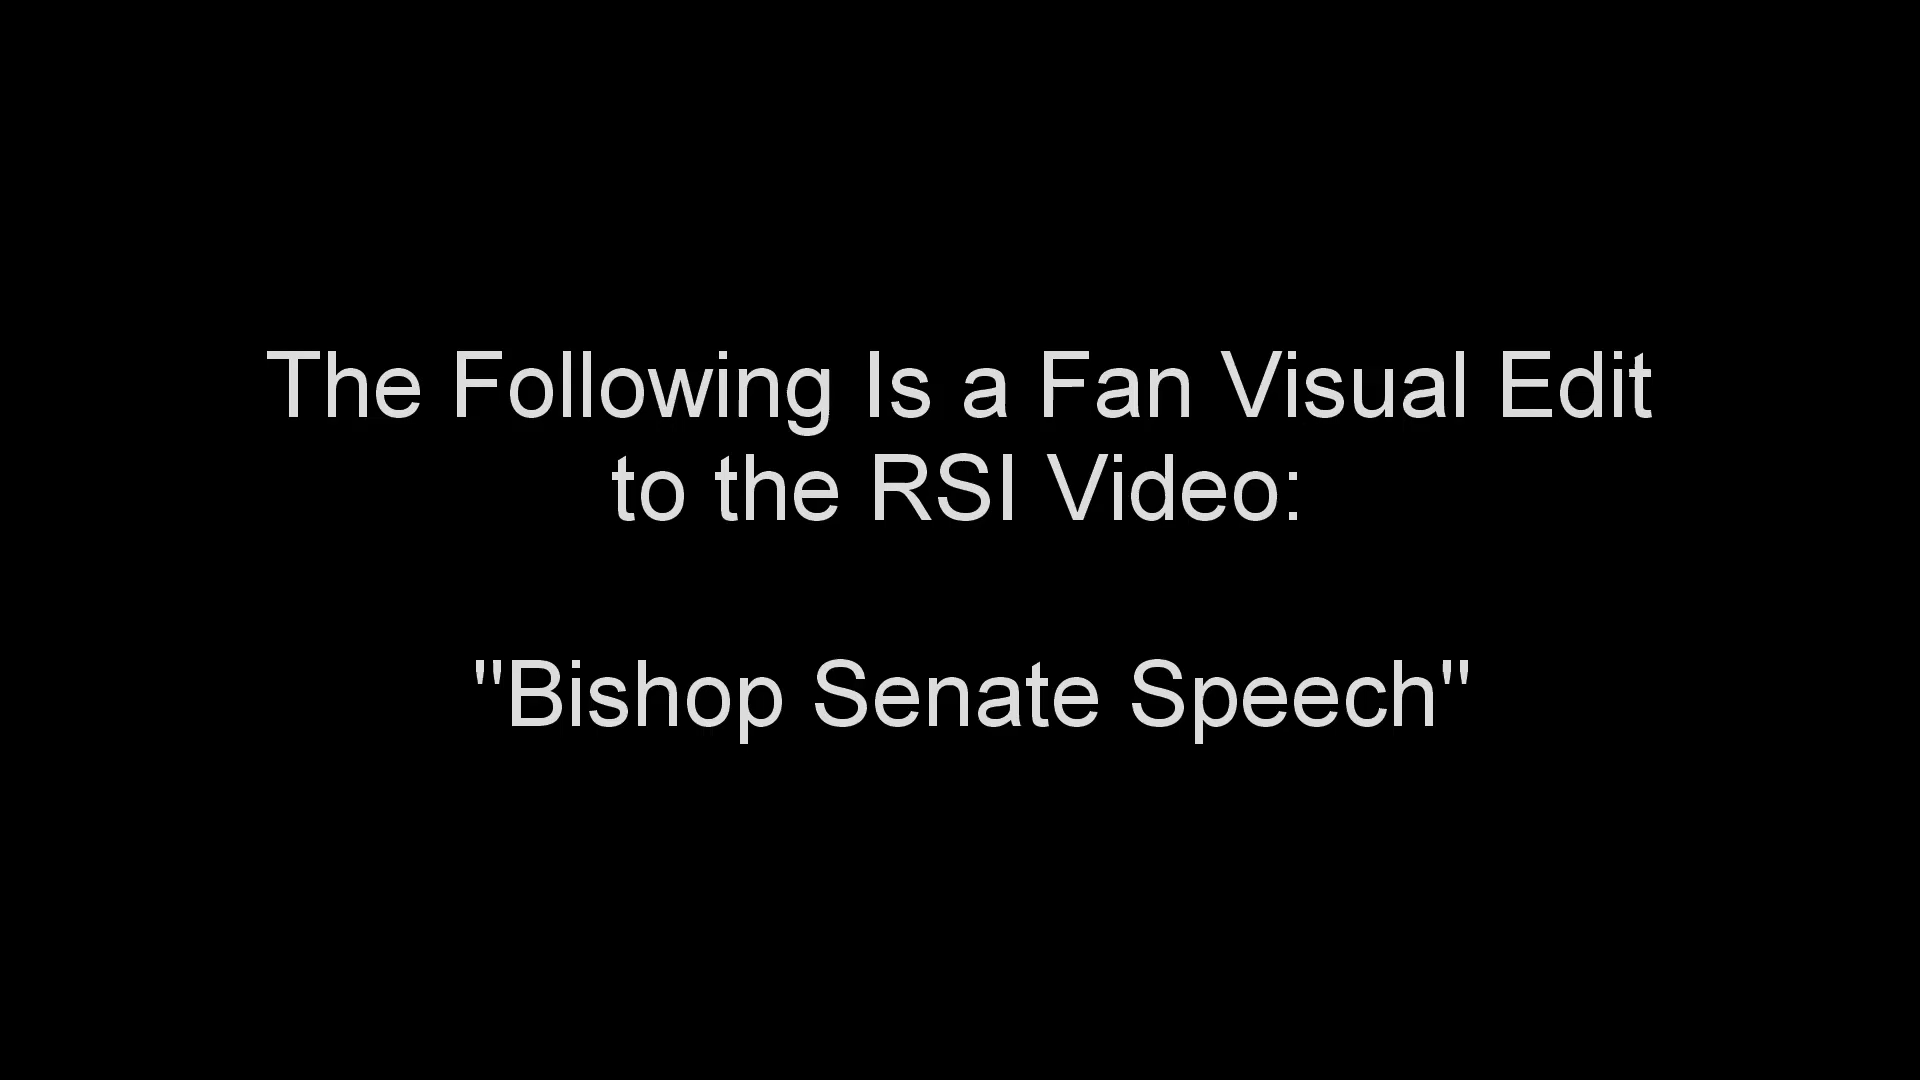 The Following Is a Fan Visual Edit
to the RSI Video:
"Bishop Senate Speech"